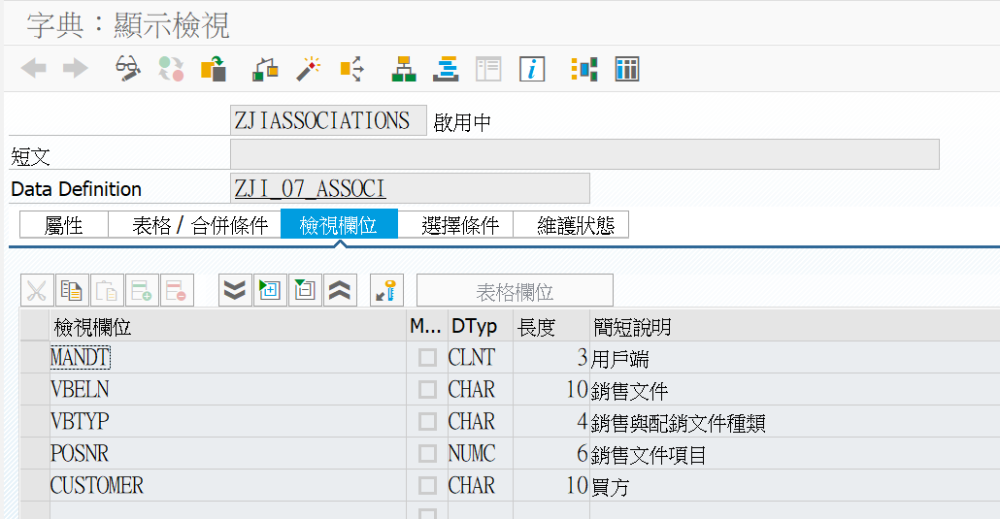 字典：顯示檢視
ZJIASSOCIATIONS 啟用中
短文
Data Definition ZJI_07_ASSOCI
屬性 表格 / 合併條件 檢視欄位 選擇條件 維護狀態
表格欄位
檢視欄位 M... DTyp 長度 簡短說明
MANDT CLNT 3 用戶端
VBELN CHAR 10 銷售文件
VBTYP CHAR 4 銷售與配銷文件種類
POSNR NUMC 6 銷售文件項目
CUSTOMER CHAR 10 買方